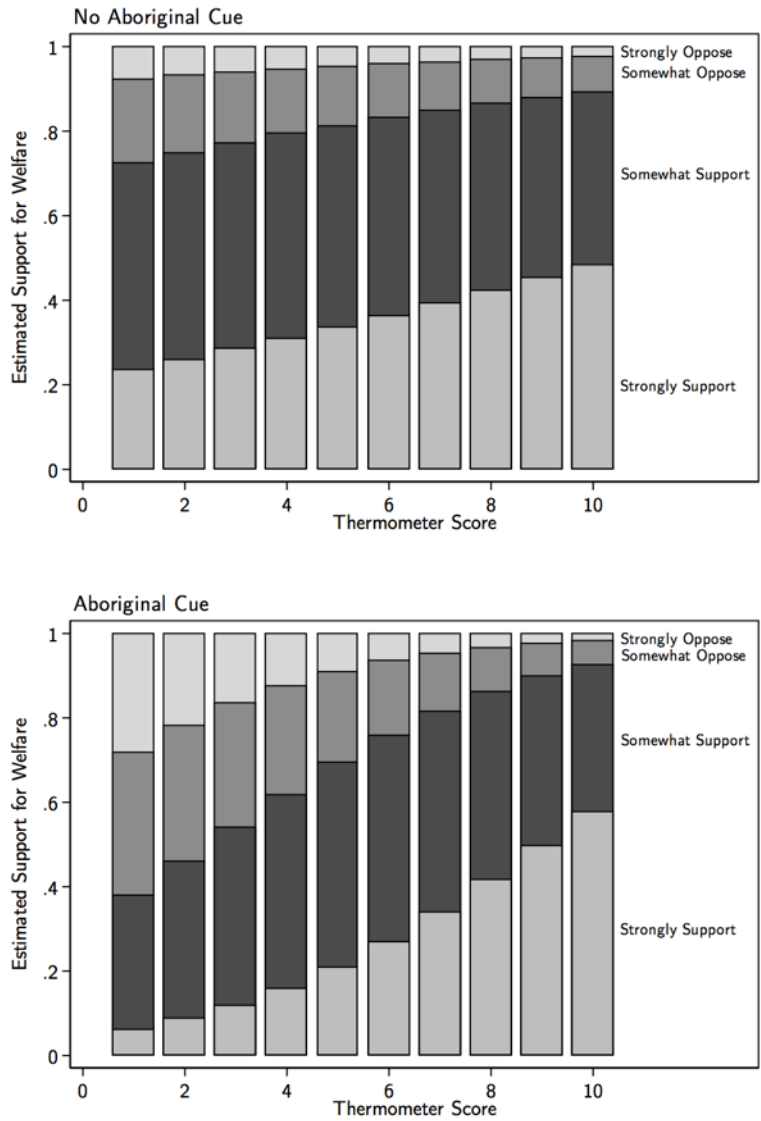 No Aboriginal Cue
1
Strongly Oppose
Somewhat Oppose
.8
Somewhat Support
.6
.4
.2
Strongly Support
0
Estimated Support for Welfare
0 2 4 6 8 10
Thermometer Score
Aboriginal Cue
1
Strongly Oppose
Somewhat Oppose
.8
Somewhat Support
.6
.4
Strongly Support
.2
0
Estimated Support for Welfare
0 2 4 6 8 10
Thermometer Score